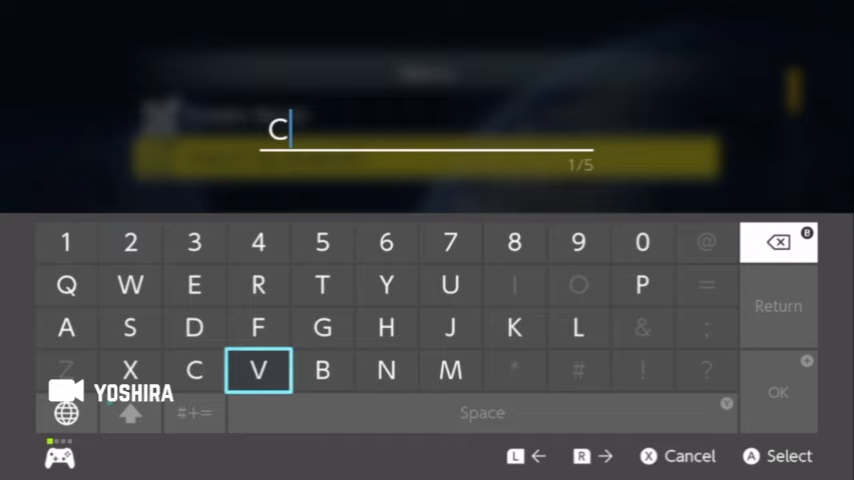 C
1/5
1 2 3 4 5 6 7 8 9 0 @
Q W E R T Y U I O P =
Return
A S D F G H J K L & ;
Z X C V B N M * # ! ?
OK
YOSHIRA
#+= Space
L ← R → X Cancel A Select